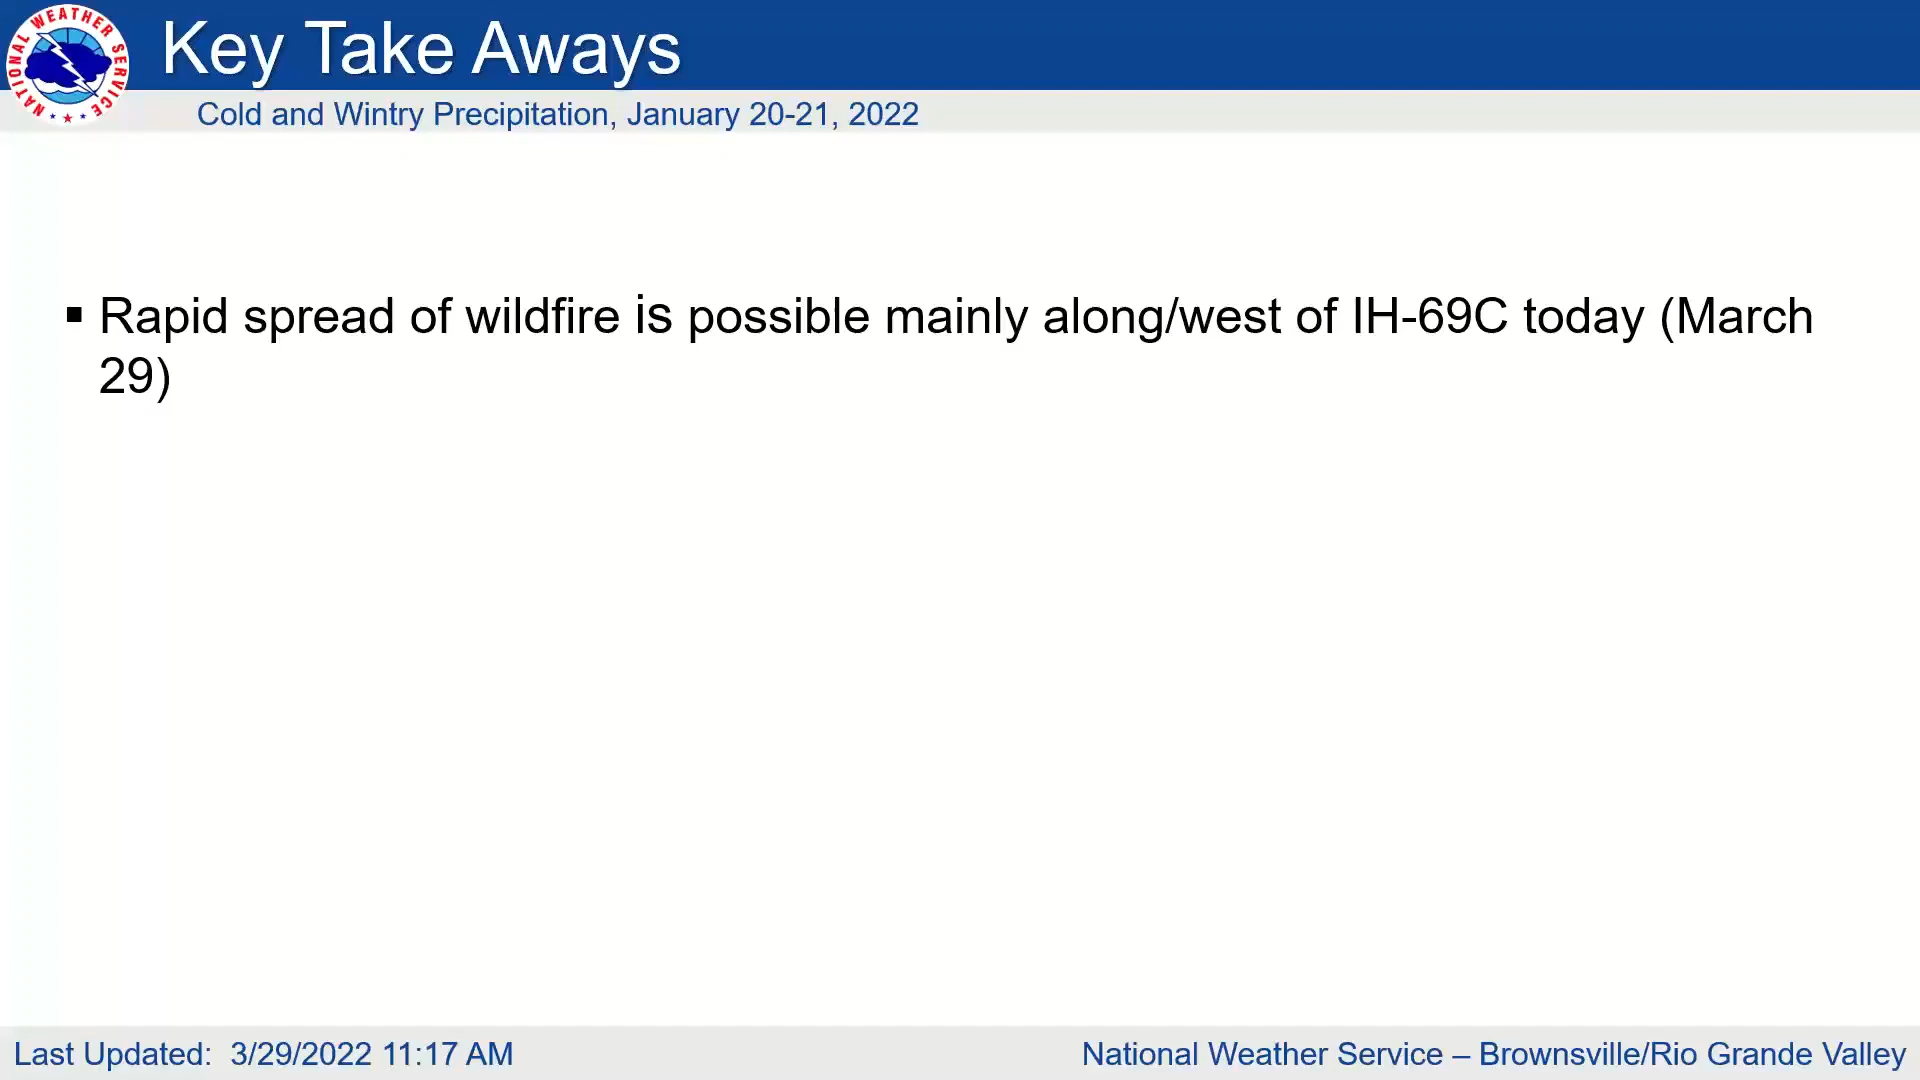 NATIONAL WEATHER SERVICE
Key Take Aways
Cold and Wintry Precipitation, January 20-21, 2022
▪ Rapid spread of wildfire is possible mainly along/west of IH-69C today (March
29)
Last Updated: 3/29/2022 11:17 AM
National Weather Service – Brownsville/Rio Grande Valley